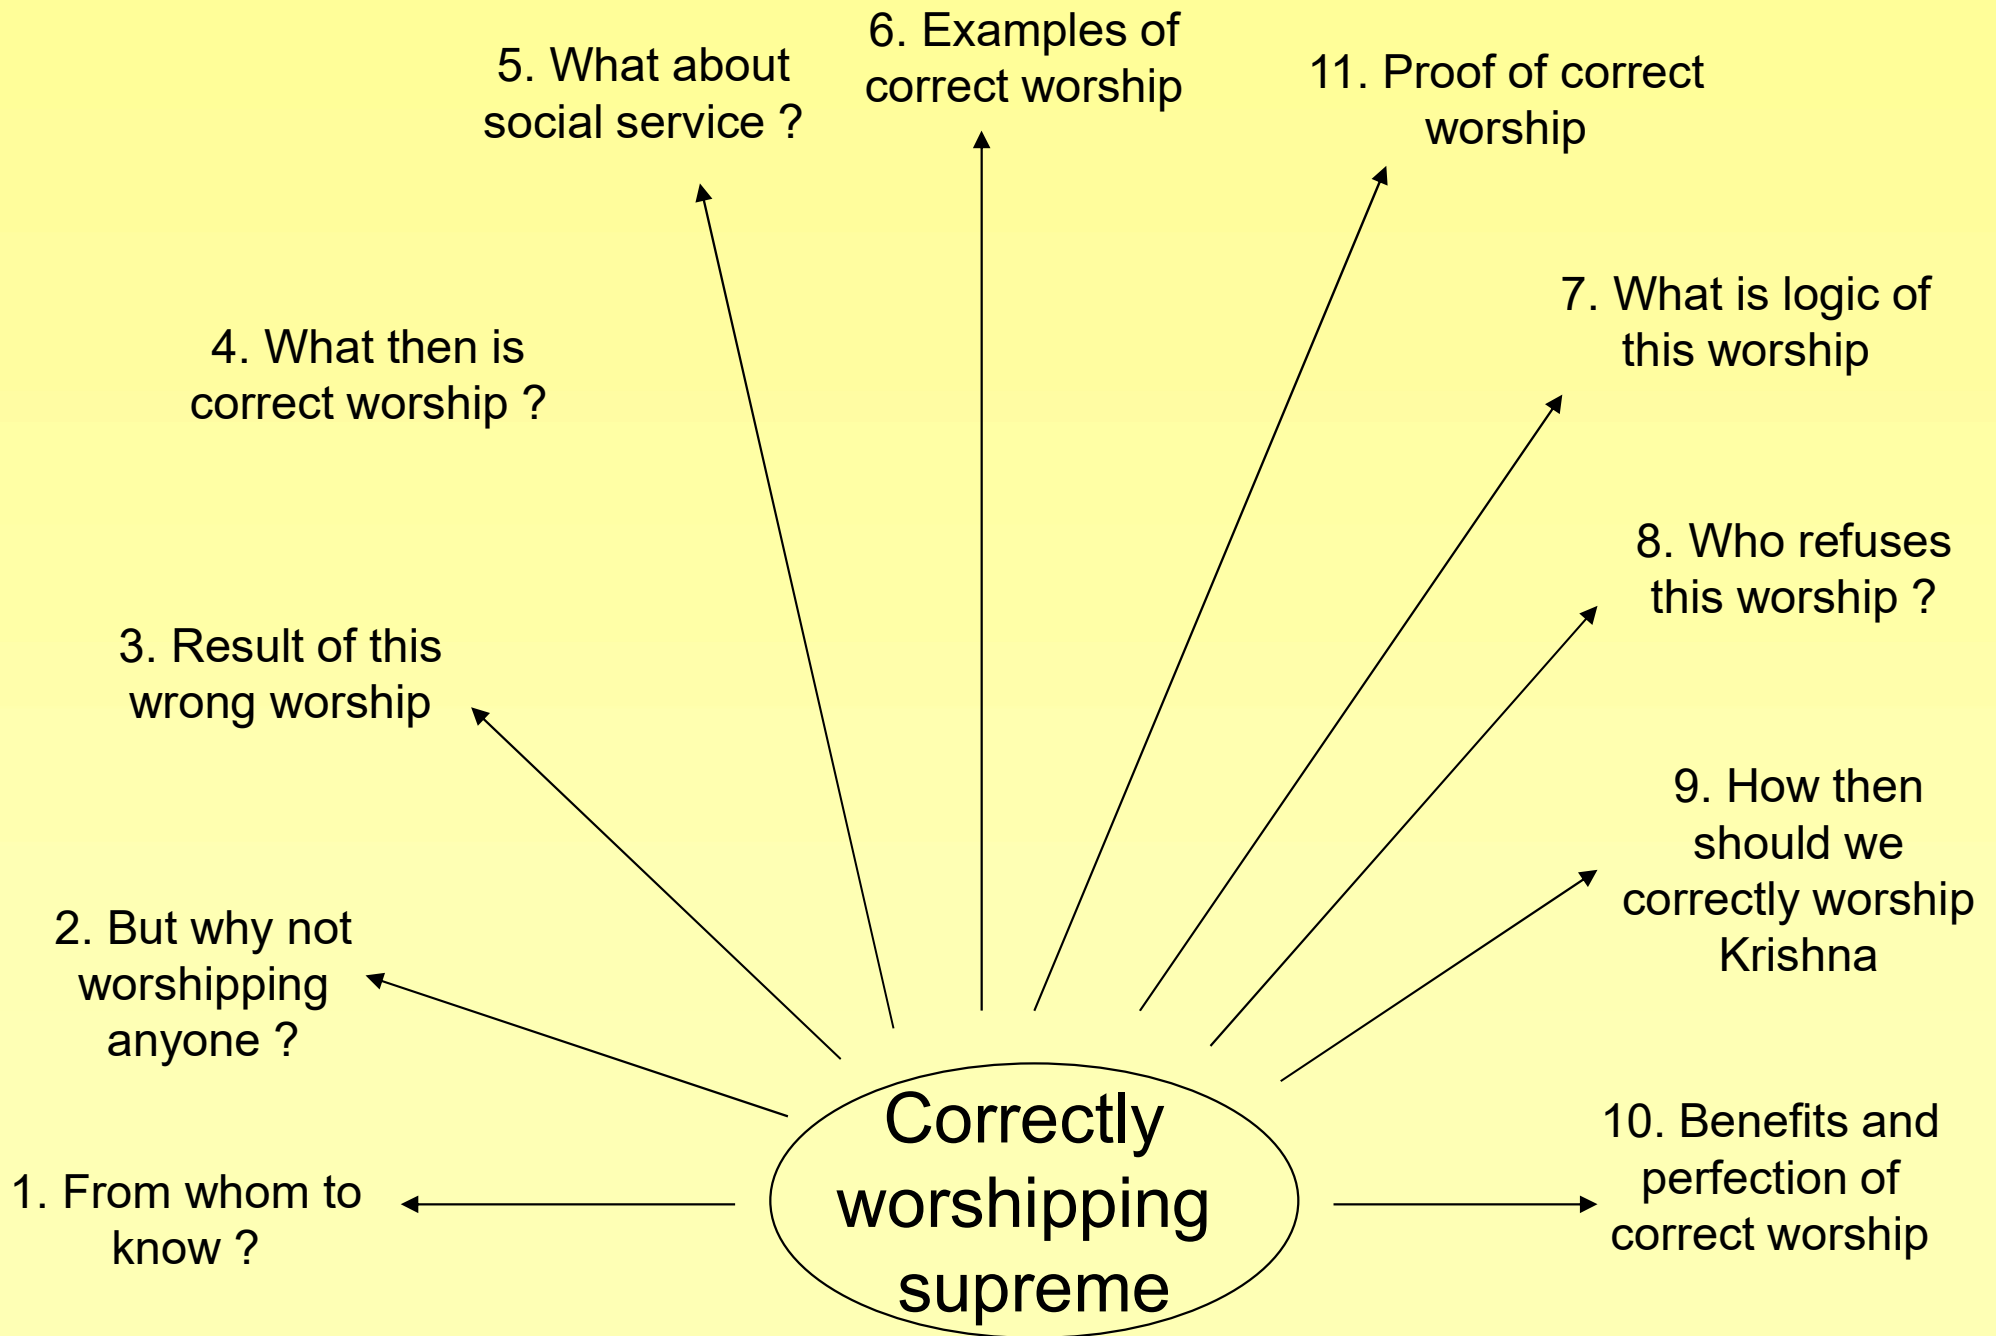 5. What about
social service ?
6. Examples of
correct worship
11. Proof of correct
worship
4. What then is
correct worship ?
7. What is logic of
this worship
8. Who refuses
this worship ?
3. Result of this
wrong worship
9. How then
should we
correctly worship
Krishna
2. But why not
worshipping
anyone ?
1. From whom to
know ?
Correctly
worshipping
supreme
10. Benefits and
perfection of
correct worship